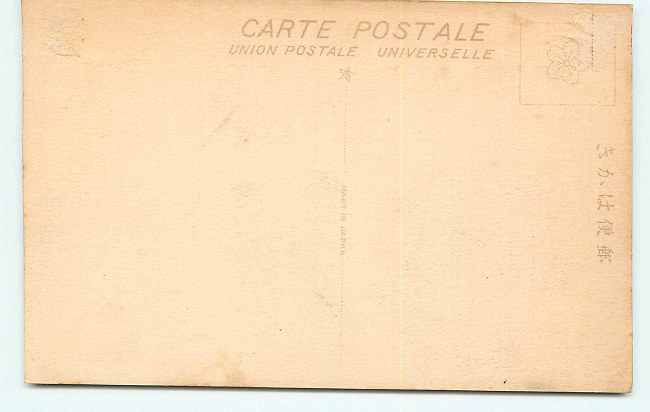 CARTE POSTALE
UNION POSTALE UNIVERSELLE
MADE IN JAPAN
郵便はかき